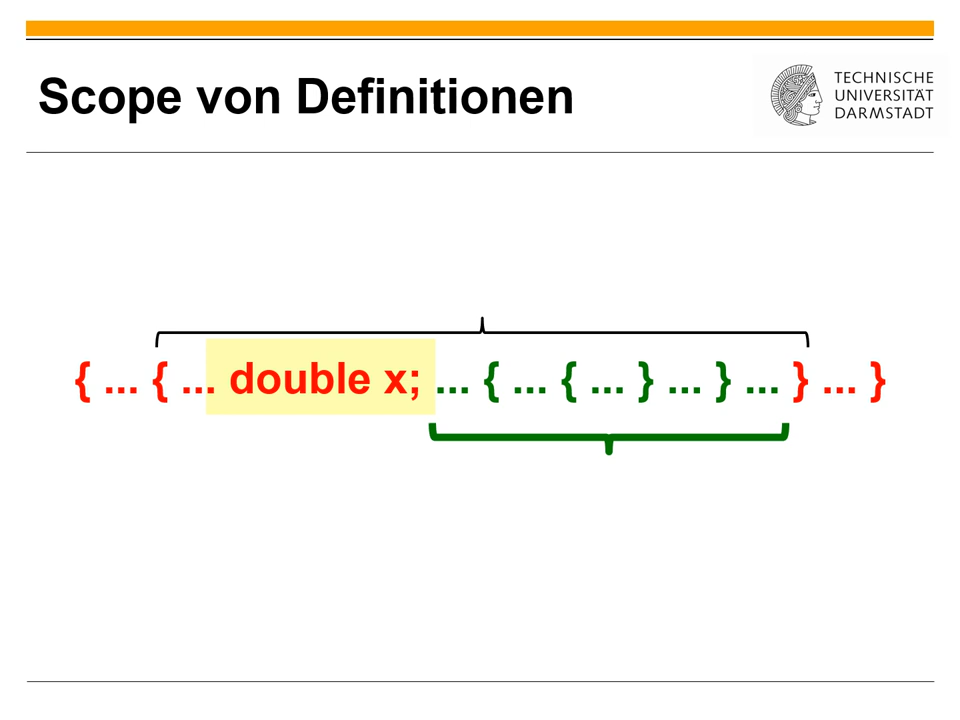 Scope von Definitionen
TECHNISCHE
UNIVERSITÄT
DARMSTADT
{ ... { ... double x; ... { ... { ... } ... } ... } ... }